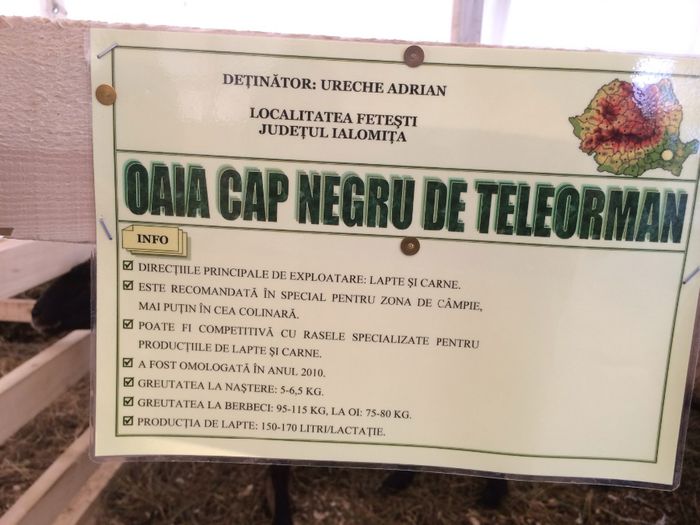 DEȚINĂTOR: URECHE ADRIAN
LOCALITATEA FETEȘTI
JUDEȚUL IALOMIȚA
OAIA CAP NEGRU DE TELEORMAN
INFO
DIRECȚIILE PRINCIPALE DE EXPLOATARE: LAPTE ȘI CARNE.
ESTE RECOMANDATĂ ÎN SPECIAL PENTRU ZONA DE CÂMPIE,
MAI PUȚIN ÎN CEA COLINARĂ.
POATE FI COMPETITIVĂ CU RASELE SPECIALIZATE PENTRU
PRODUCȚIILE DE LAPTE ȘI CARNE.
A FOST OMOLOGATĂ ÎN ANUL 2010.
GREUTATEA LA NAȘTERE: 5-6,5 KG.
GREUTATEA LA BERBECI: 95-115 KG, LA OI: 75-80 KG.
PRODUCȚIA DE LAPTE: 150-170 LITRI/LACTAȚIE.